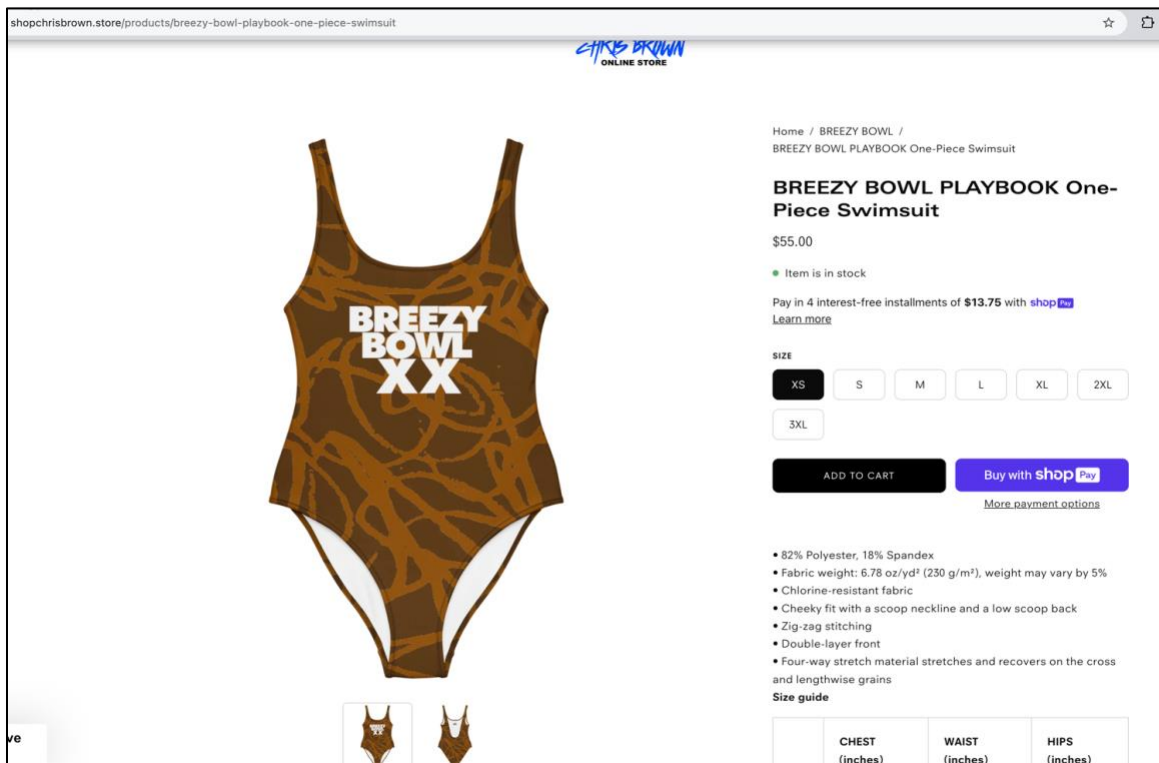 shopchrisbrown.store/products/breezy-bowl-playbook-one-piece-swimsuit
CHRIS BROWN
ONLINE STORE
Home / BREEZY BOWL /
BREEZY BOWL PLAYBOOK One-Piece Swimsuit
BREEZY BOWL PLAYBOOK One-
Piece Swimsuit
$55.00
Item is in stock
Pay in 4 interest-free installments of $13.75 with shop Pay
Learn more
SIZE
XS S M L XL 2XL
3XL
ADD TO CART Buy with shop Pay
More payment options
• 82% Polyester, 18% Spandex
• Fabric weight: 6.78 oz/yd² (230 g/m²), weight may vary by 5%
• Chlorine-resistant fabric
• Cheeky fit with a scoop neckline and a low scoop back
• Zig-zag stitching
• Double-layer front
• Four-way stretch material stretches and recovers on the cross
and lengthwise grains
Size guide
CHEST WAIST HIPS
(inches) (inches) (inches)
BREEZY
BOWL
XX
BREEZY
BOWL
XX
ve